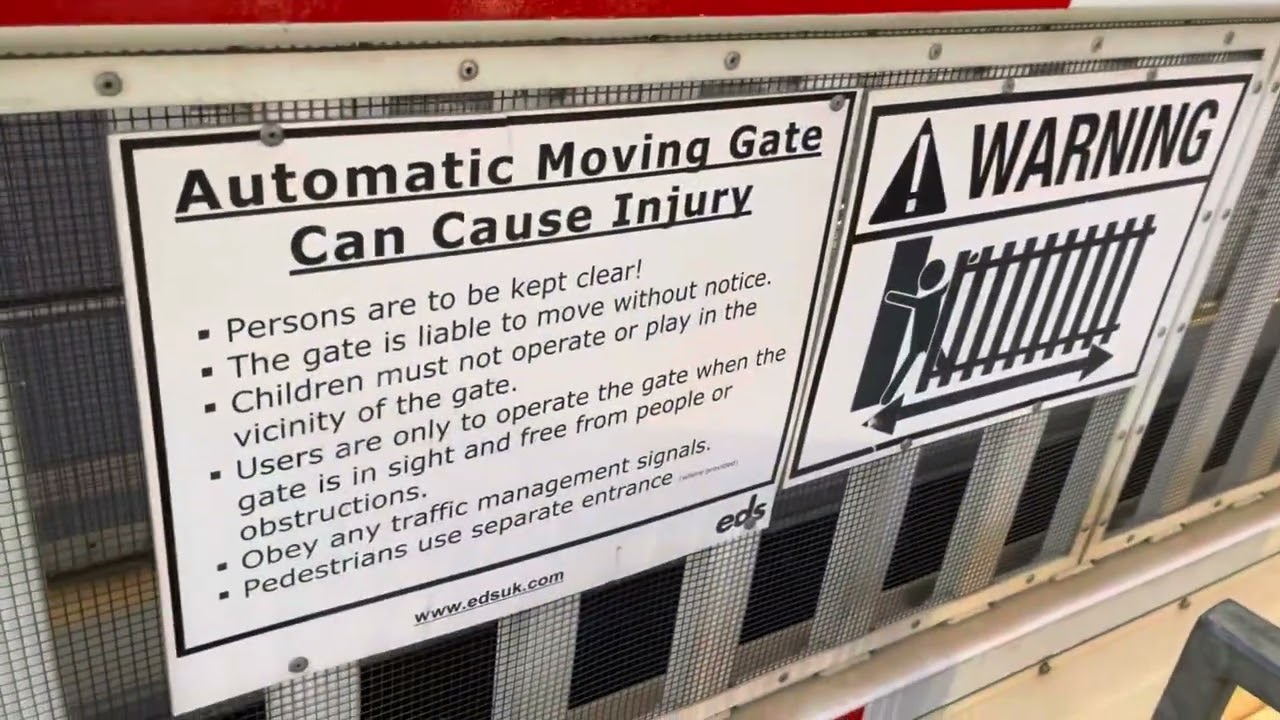 Automatic Moving Gate
Can Cause Injury
▪ Persons are to be kept clear!
▪ The gate is liable to move without notice.
▪ Children must not operate or play in the
vicinity of the gate.
▪ Users are only to operate the gate when the
gate is in sight and free from people or
obstructions.
▪ Obey any traffic management signals.
▪ Pedestrians use separate entrance (where provided)
eds
www.edsuk.com
WARNING